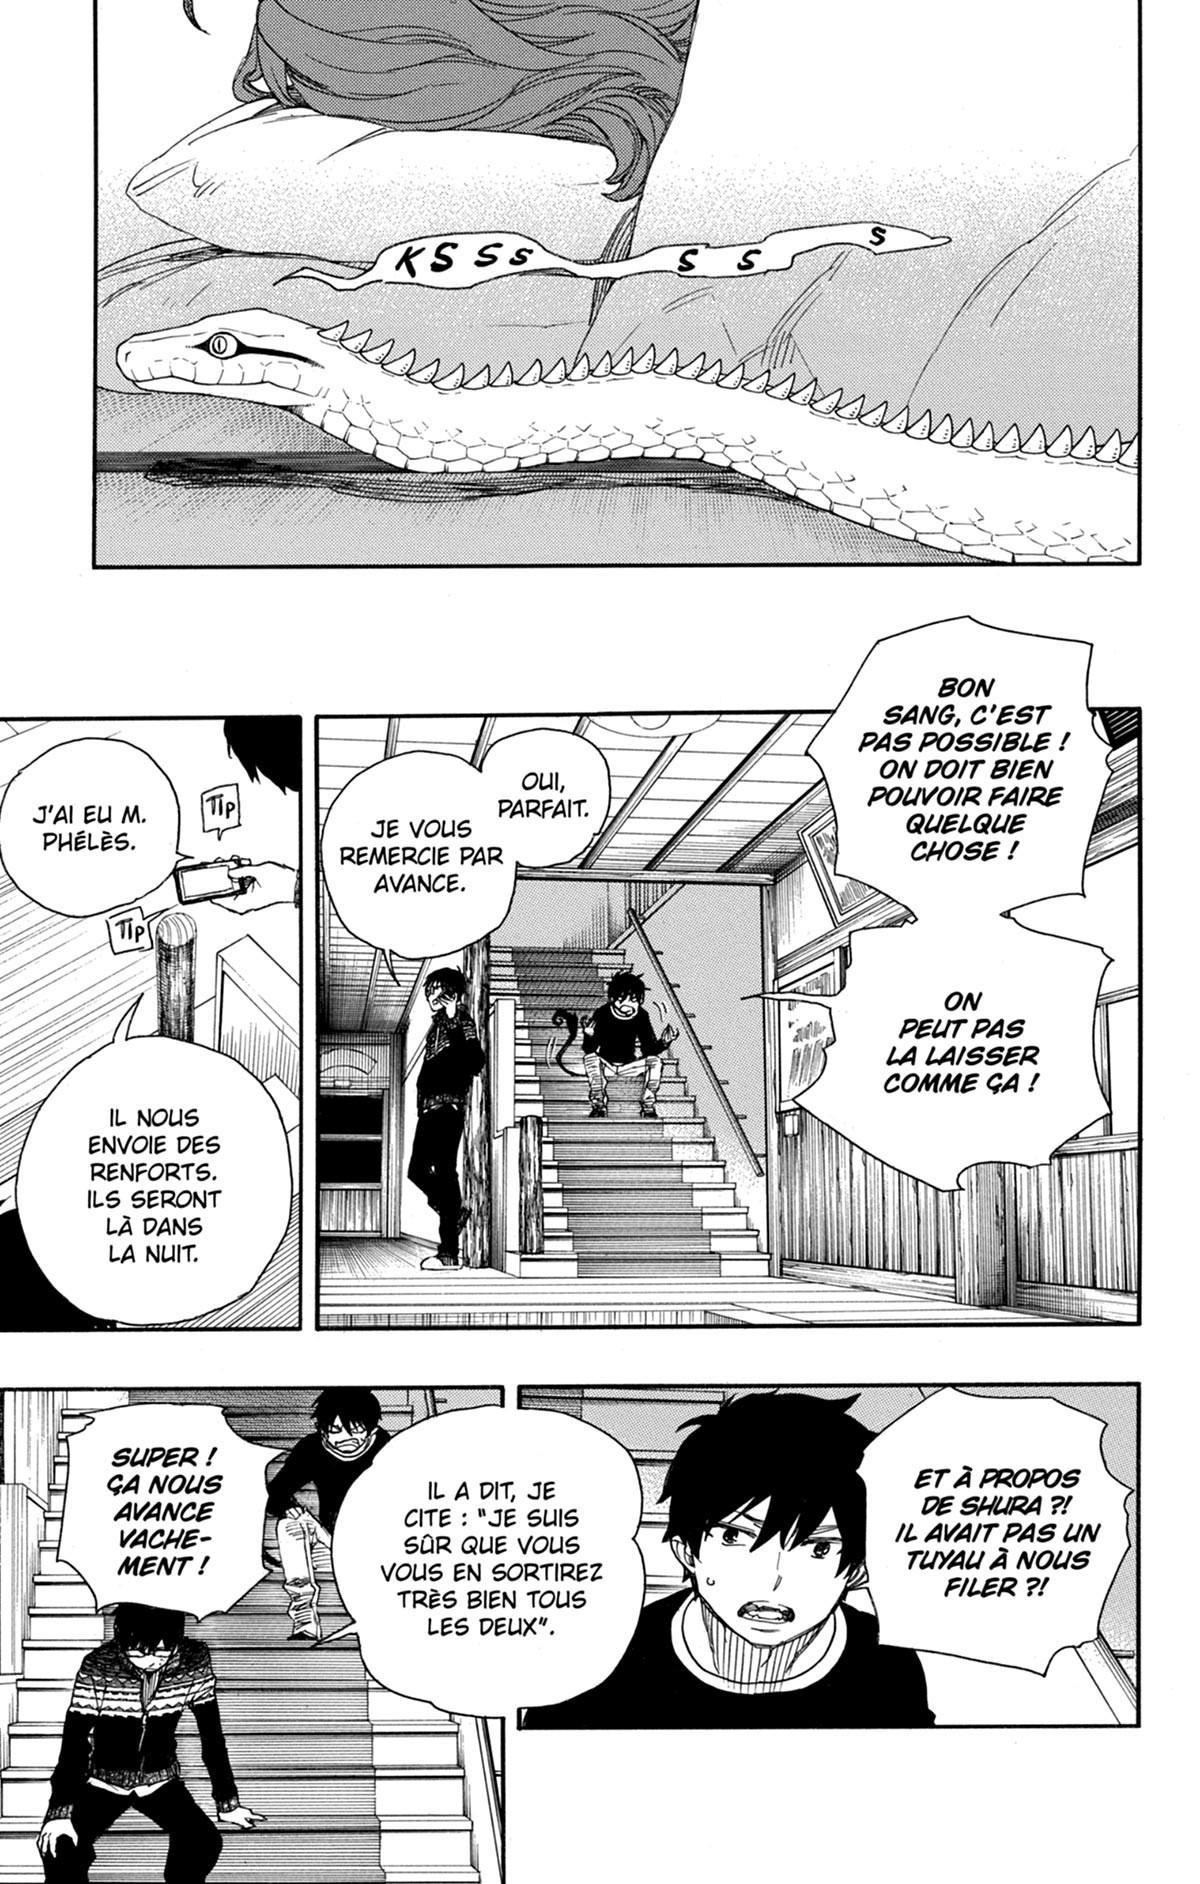 KSSSS
SS
S
BON
SANG, C'EST
PAS POSSIBLE !
ON DOIT BIEN
POUVOIR FAIRE
QUELQUE
CHOSE !
ON
PEUT PAS
LA LAISSER
COMME ÇA !
OUI,
PARFAIT.
JE VOUS
REMERCIE PAR
AVANCE.
TIP
J'AI EU M.
PHÉLÈS.
TIP
IL NOUS
ENVOIE DES
RENFORTS.
ILS SERONT
LÀ DANS
LA NUIT.
ET À PROPOS
DE SHURA ?!
IL AVAIT PAS UN
TUYAU À NOUS
FILER ?!
IL A DIT, JE
CITE : "JE SUIS
SÛR QUE VOUS
VOUS EN SORTIREZ
TRÈS BIEN TOUS
LES DEUX".
SUPER !
ÇA NOUS
AVANCE
VACHE-
MENT !